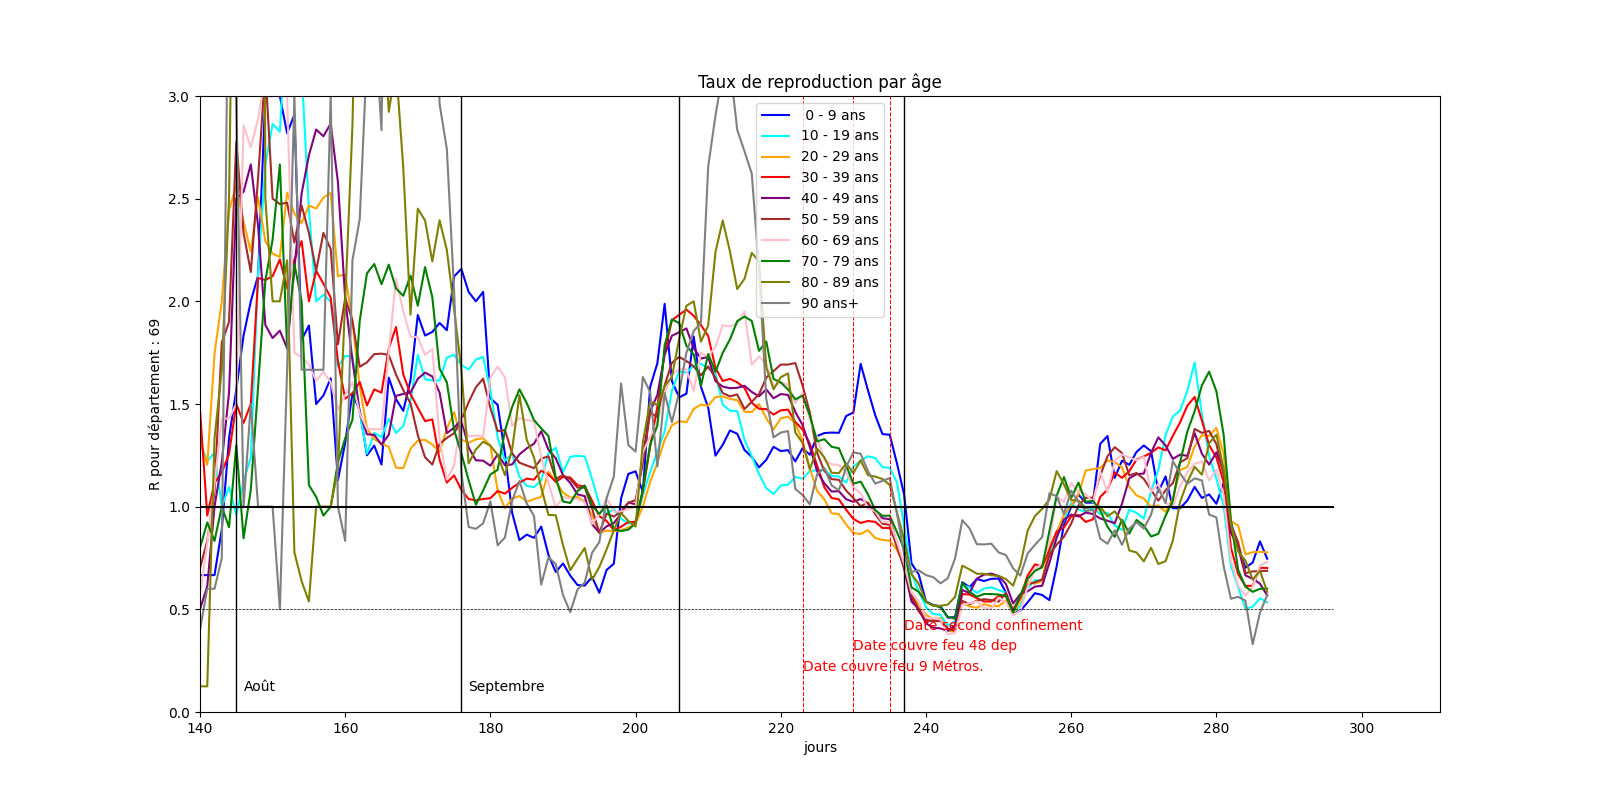 Taux de reproduction par âge
3.0
2.5
2.0
1.5
1.0
0.5
0.0
R pour département : 69
0 - 9 ans
10 - 19 ans
20 - 29 ans
30 - 39 ans
40 - 49 ans
50 - 59 ans
60 - 69 ans
70 - 79 ans
80 - 89 ans
90 ans+
Date second confinement
Date couvre feu 48 dep
Date couvre feu 9 Métros.
Août
Septembre
140
160
180
200
220
240
260
280
300
jours